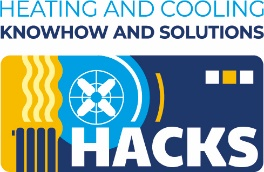 HEATING AND COOLING
KNOWHOW AND SOLUTIONS
HACKS